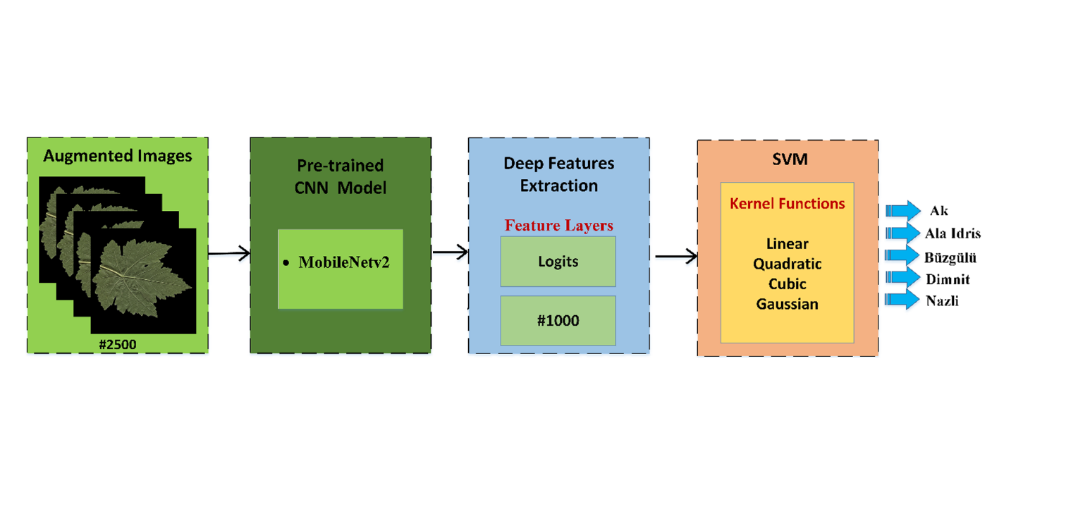 Augmented Images
#2500
Pre-trained
CNN Model
• MobileNetv2
Deep Features
Extraction
Feature Layers
Logits
#1000
SVM
Kernel Functions
Linear
Quadratic
Cubic
Gaussian
Ak
Ala Idris
Büzgülü
Dimnit
Nazli